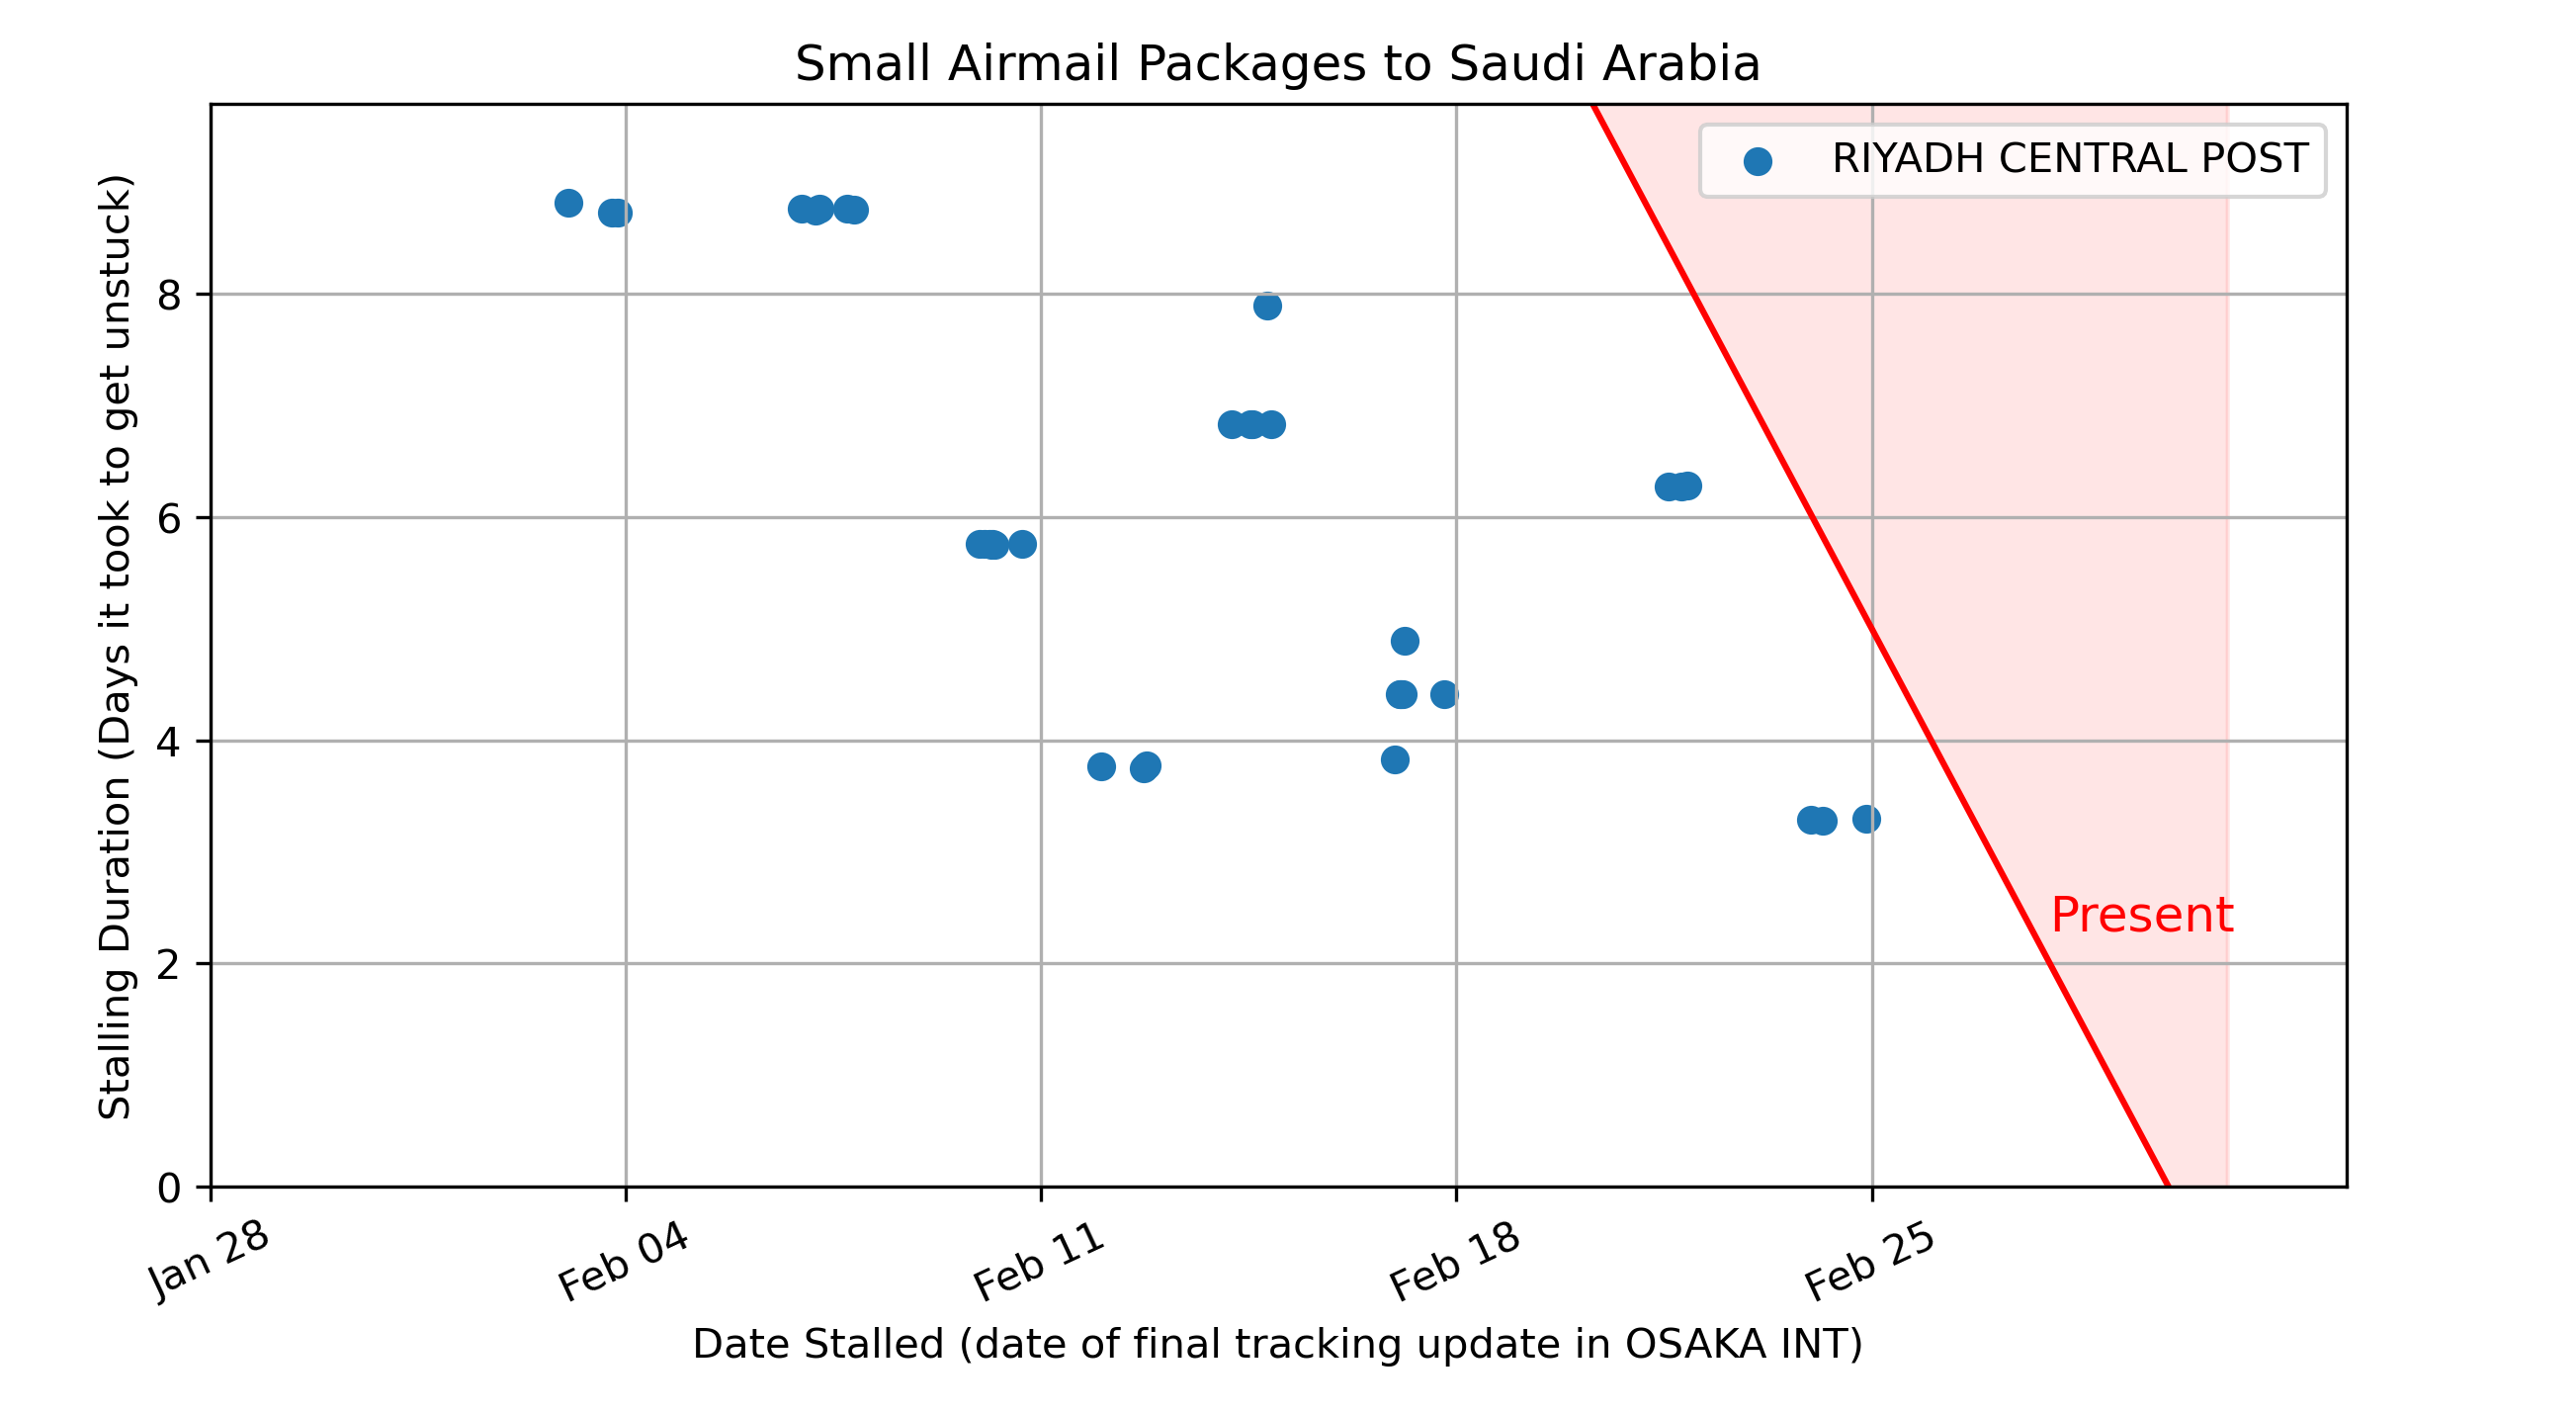 Small Airmail Packages to Saudi Arabia
RIYADH CENTRAL POST
Stalling Duration (Days it took to get unstuck)
8
6
4
2
0
Present
Jan 28
Feb 04
Feb 11
Feb 18
Feb 25
Date Stalled (date of final tracking update in OSAKA INT)